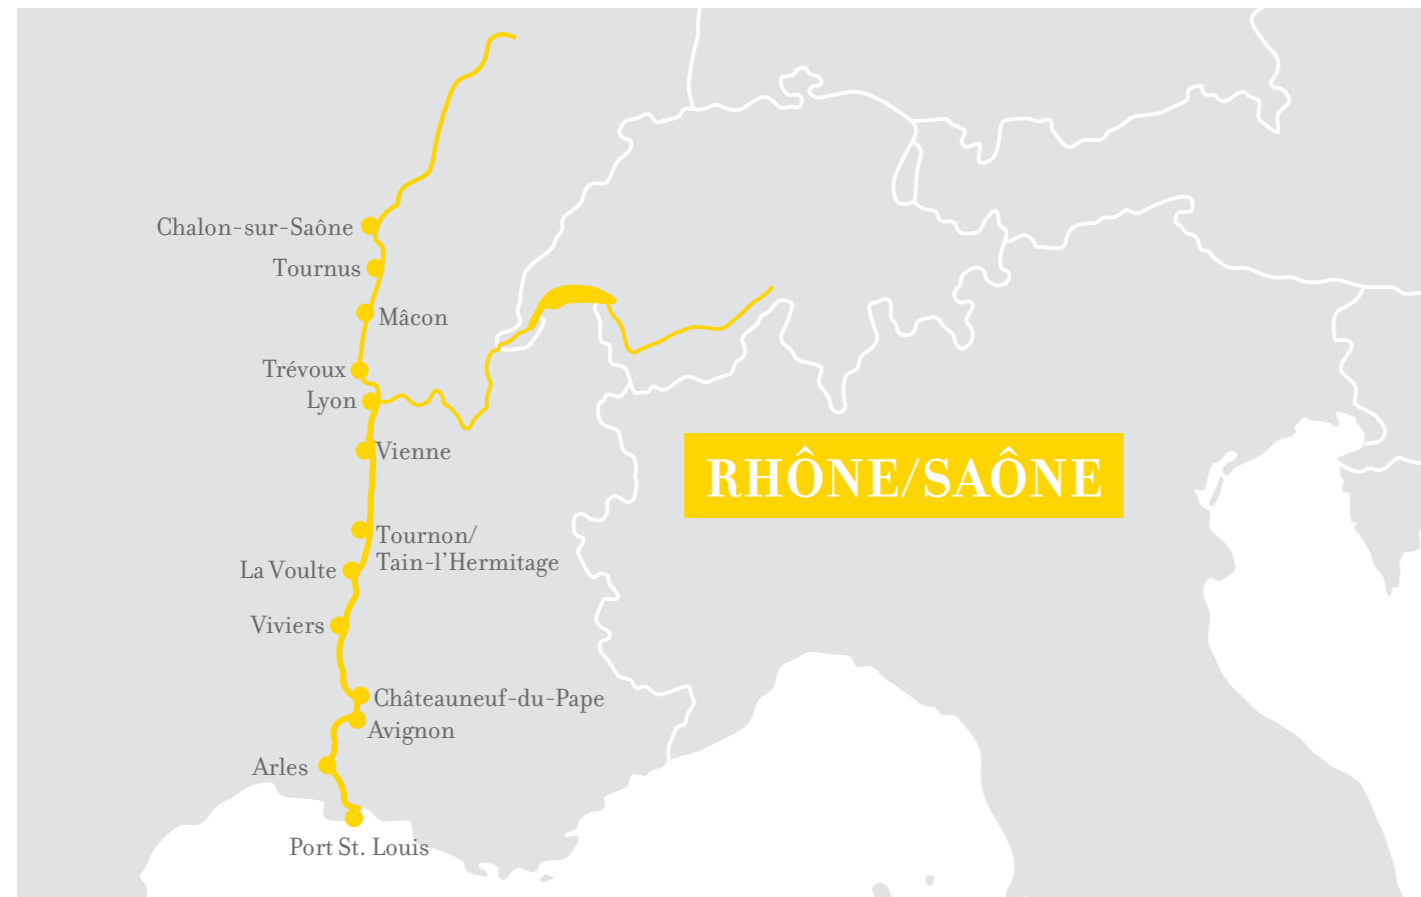 Chalon-sur-Saône
Tournus
Mâcon
Trévoux
Lyon
Vienne
RHÔNE/SAÔNE
Tournon/
Tain-l’Hermitage
La Voulte
Viviers
Châteauneuf-du-Pape
Avignon
Arles
Port St. Louis